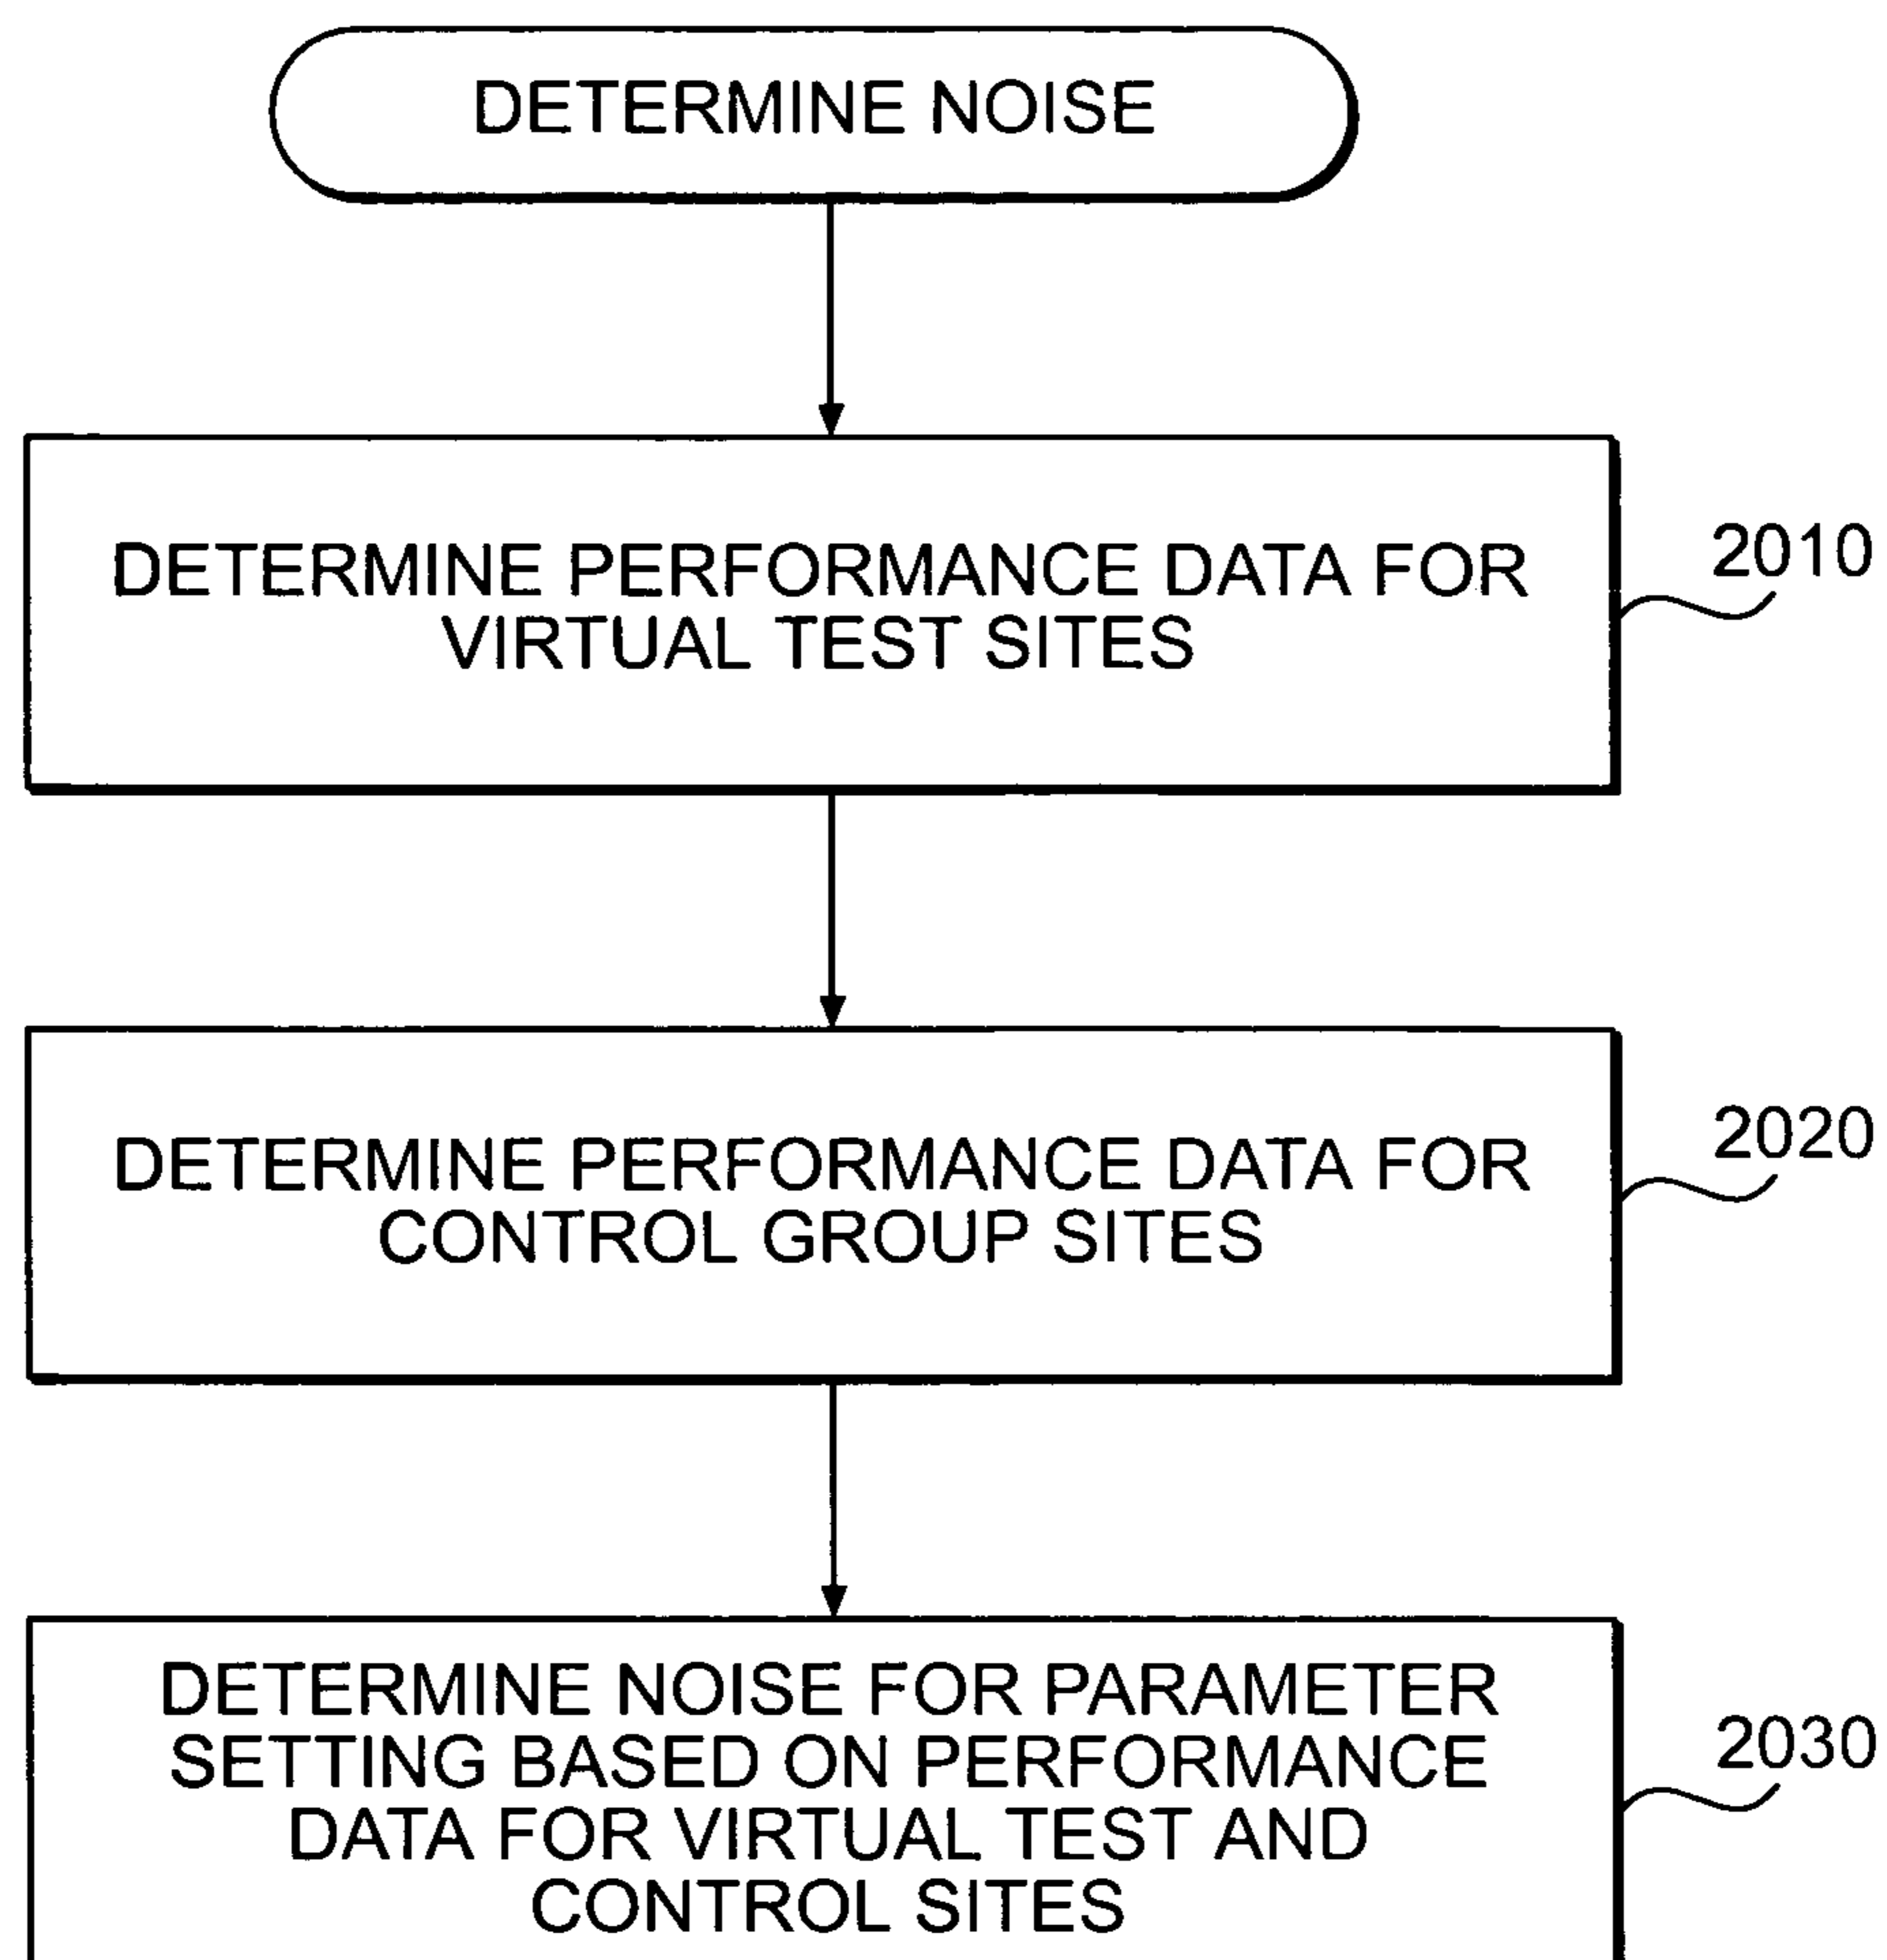 DETERMINE NOISE
DETERMINE PERFORMANCE DATA FOR
VIRTUAL TEST SITES
2010
DETERMINE PERFORMANCE DATA FOR
CONTROL GROUP SITES
2020
DETERMINE NOISE FOR PARAMETER
SETTING BASED ON PERFORMANCE
DATA FOR VIRTUAL TEST AND
CONTROL SITES
2030